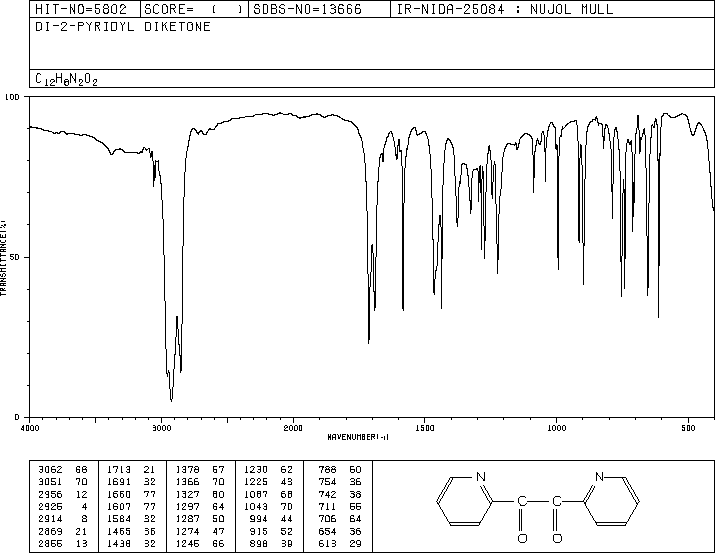 HIT-NO=5802 SCORE= ( ) SDBS-NO=13666 IR-NIDA-25084 : NUJOL MULL
DI-2-PYRIDYL DIKETONE
C12H8N2O2
100
50
0
TRANSMITTANCE(%)
4000 3000 2000 1500 1000 500
WAVENUMBER(-1)
3062 68 1713 21 1378 57 1230 62 788 60
3051 70 1691 32 1366 70 1225 43 754 36
2956 12 1660 77 1327 60 1087 68 742 38
2925 4 1607 77 1297 64 1043 70 711 55
2914 8 1584 32 1287 50 994 44 706 64
2869 21 1465 36 1274 47 915 52 654 36
2855 13 1438 32 1245 66 898 39 613 29
N N
C C
O O